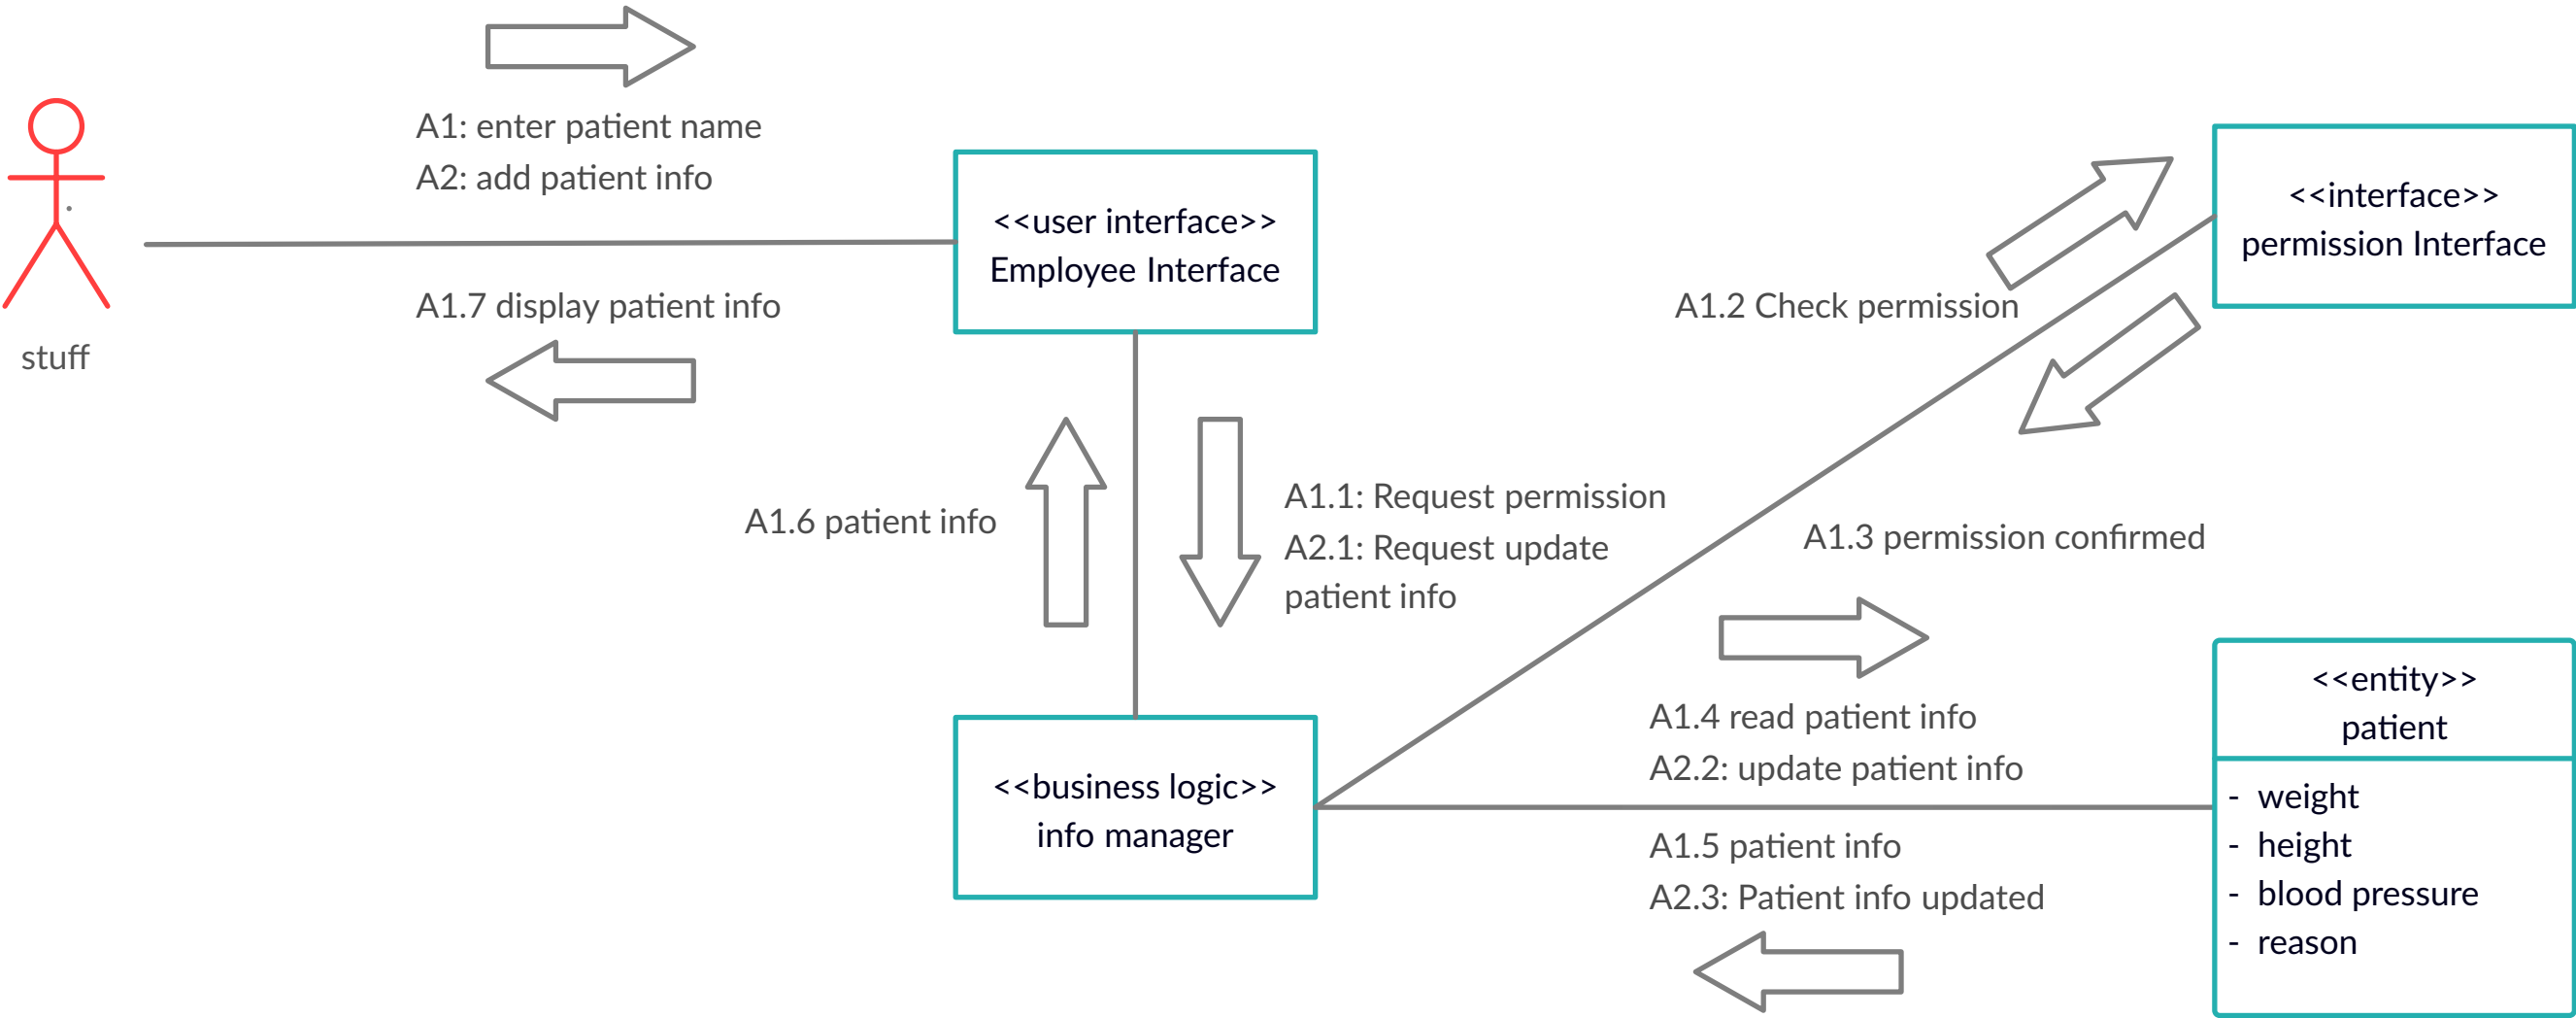 A1: enter patient name
A2: add patient info
stuff
A1.7 display patient info
<<user interface>>
Employee Interface
<<interface>>
permission Interface
A1.2 Check permission
A1.6 patient info
A1.1: Request permission
A2.1: Request update
patient info
A1.3 permission confirmed
<<business logic>>
info manager
A1.4 read patient info
A2.2: update patient info
A1.5 patient info
A2.3: Patient info updated
<<entity>>
patient
- weight
- height
- blood pressure
- reason